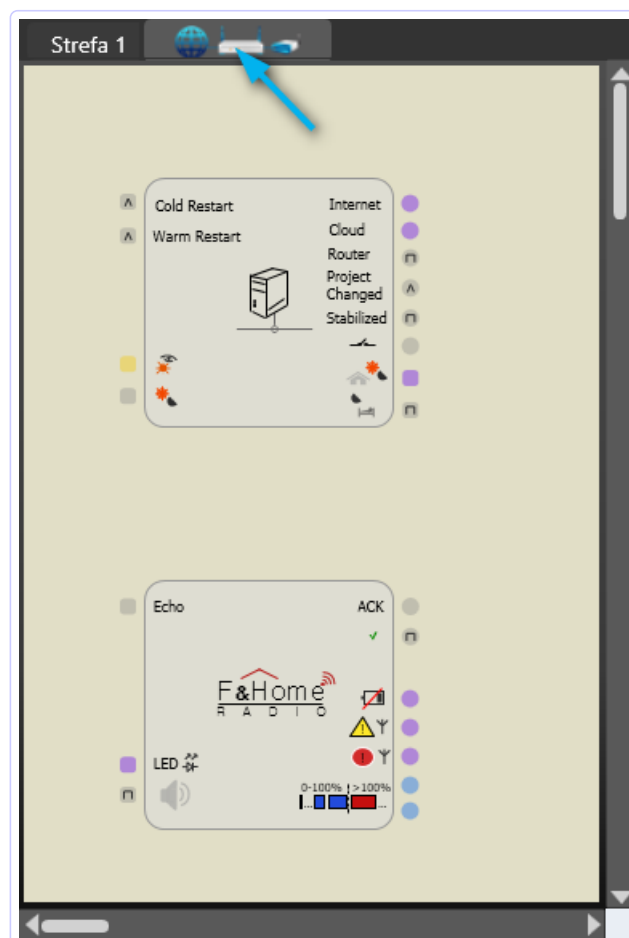 Strefa 1
Cold Restart
Internet
Warm Restart
Cloud
Router
Project
Changed
Stabilized
Echo
ACK
F&Home
RADIO
LED
0-100%
>100%
... ...